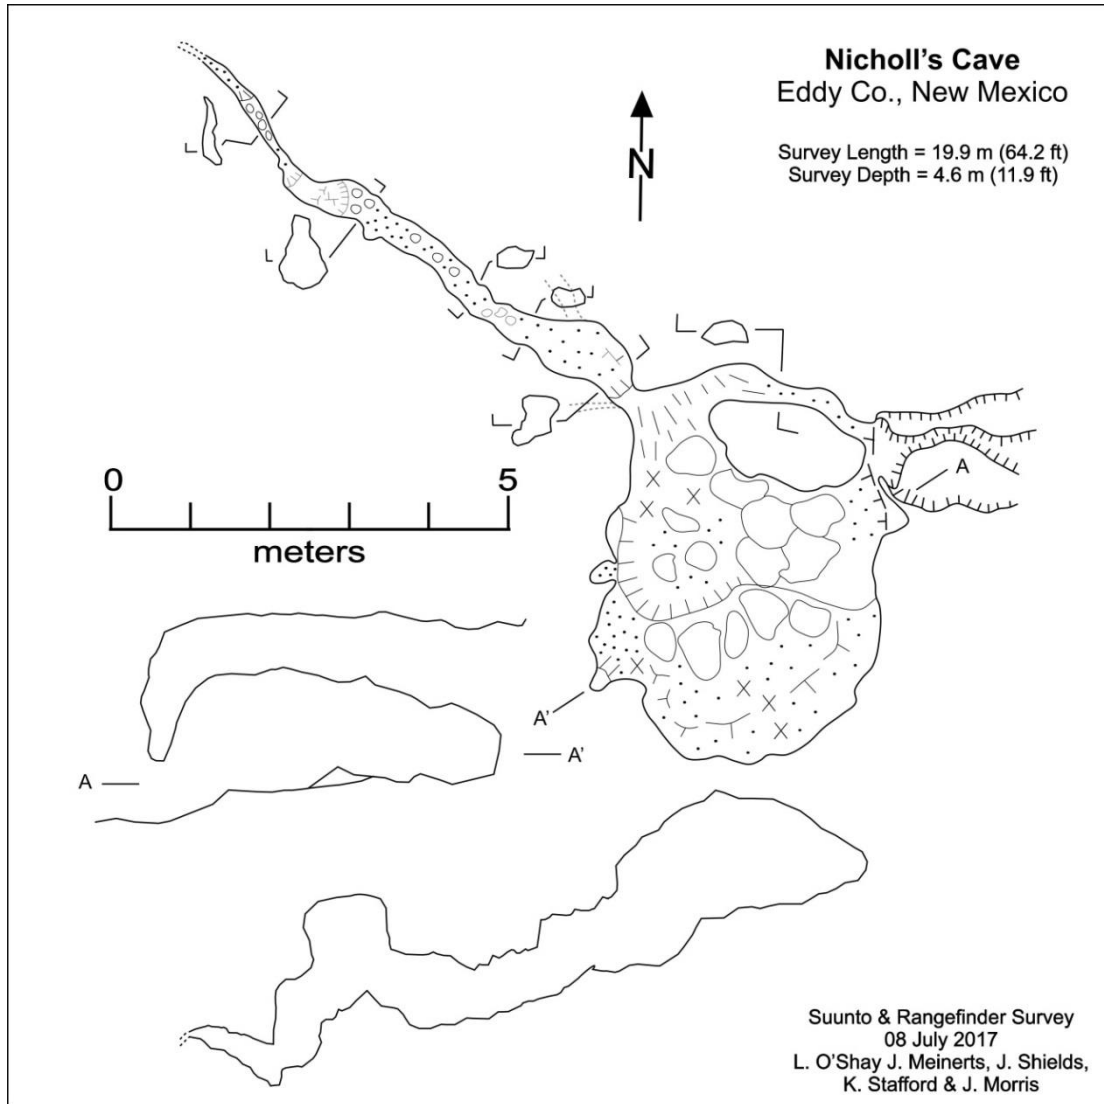 Nicholl's Cave
Eddy Co., New Mexico
Survey Length = 19.9 m (64.2 ft)
Survey Depth = 4.6 m (11.9 ft)
N
A
0 5
meters
A'
A'
A
Suunto & Rangefinder Survey
08 July 2017
L. O'Shay J. Meinerts, J. Shields,
K. Stafford & J. Morris